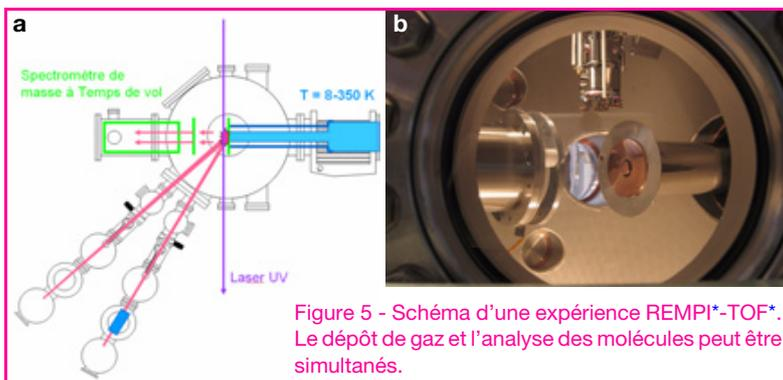 a
b
Spectromètre de
masse à Temps de vol
T = 8-350 K
Laser UV
Figure 5 - Schéma d'une expérience REMPI*-TOF*.
Le dépôt de gaz et l'analyse des molécules peut être
simultanés.